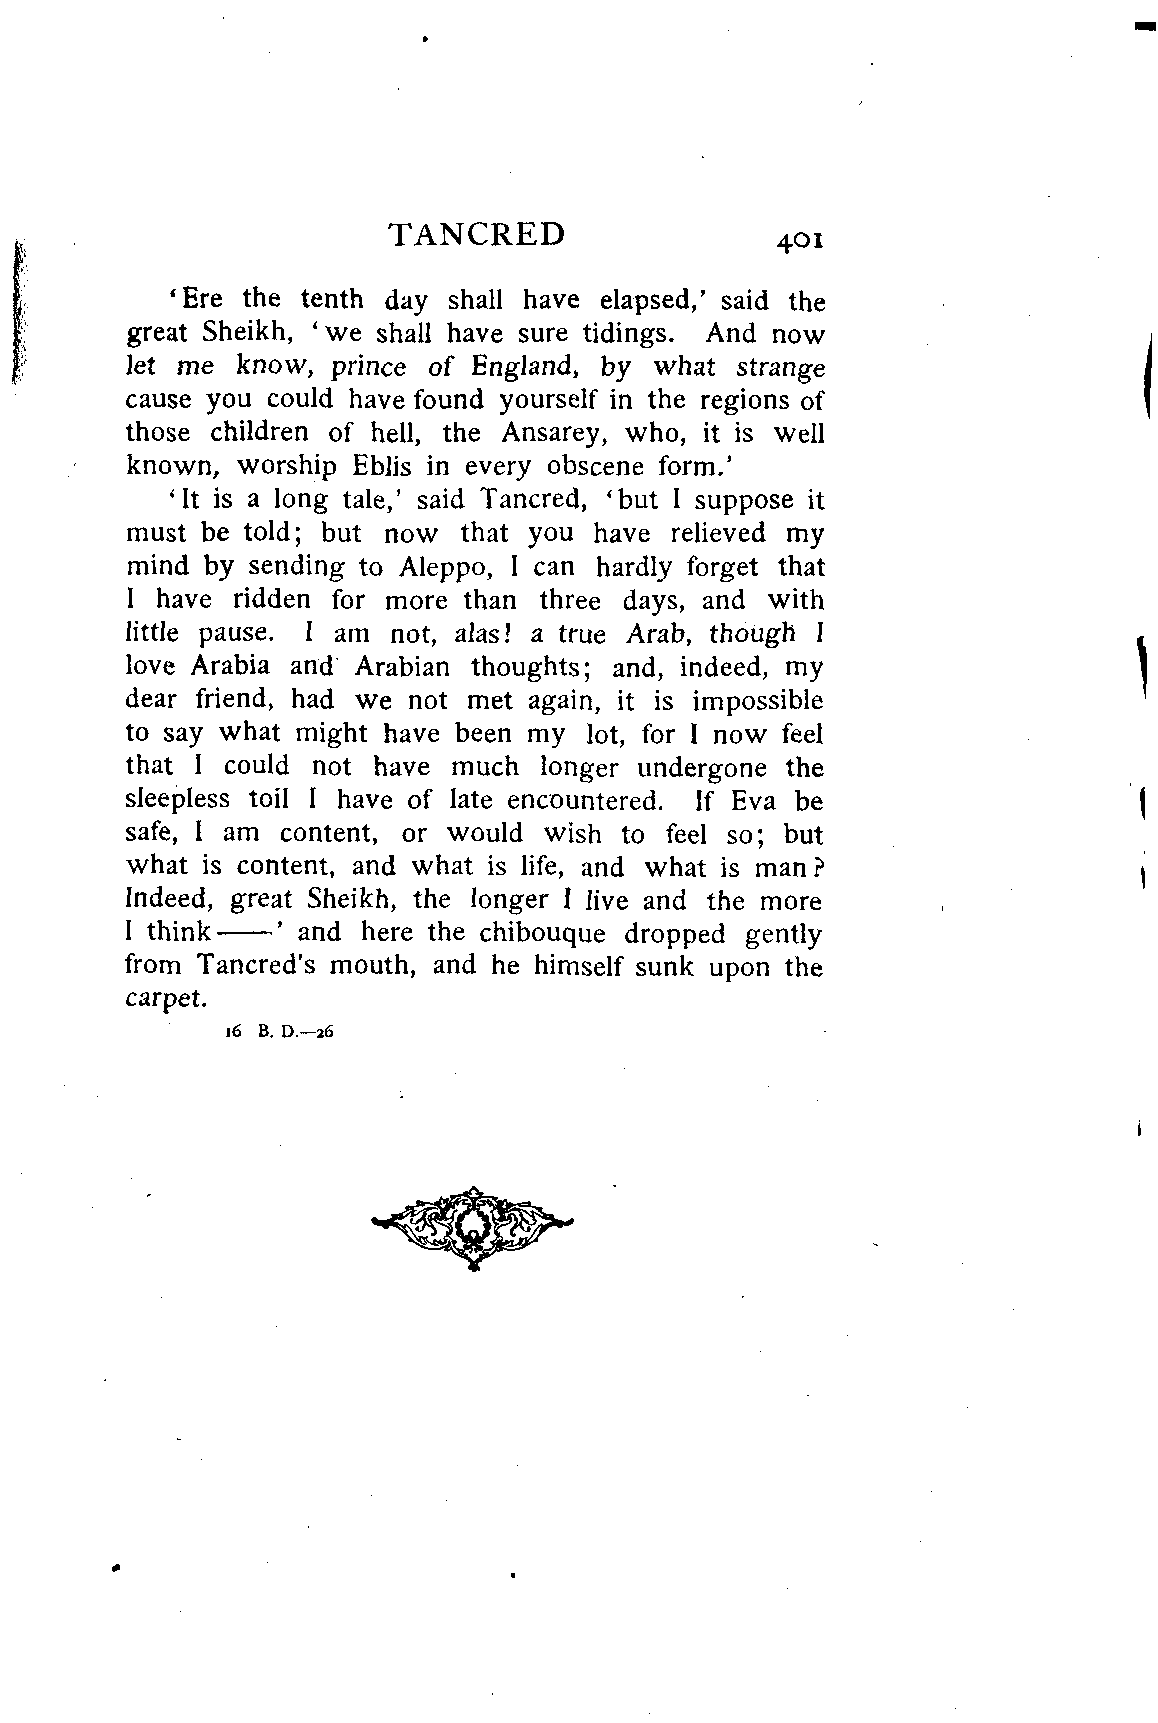 TANCRED 401
'Ere the tenth day shall have elapsed,' said the
great Sheikh, 'we shall have sure tidings. And now
let me know, prince of England, by what strange
cause you could have found yourself in the regions of
those children of hell, the Ansarey, who, it is well
known, worship Eblis in every obscene form.'
'It is a long tale,' said Tancred, 'but I suppose it
must be told; but now that you have relieved my
mind by sending to Aleppo, I can hardly forget that
I have ridden for more than three days, and with
little pause. I am not, alas! a true Arab, though I
love Arabia and Arabian thoughts; and, indeed, my
dear friend, had we not met again, it is impossible
to say what might have been my lot, for I now feel
that I could not have much longer undergone the
sleepless toil I have of late encountered. If Eva be
safe, I am content, or would wish to feel so; but
what is content, and what is life, and what is man?
Indeed, great Sheikh, the longer I live and the more
I think——' and here the chibouque dropped gently
from Tancred's mouth, and he himself sunk upon the
carpet.
16 B. D.—26